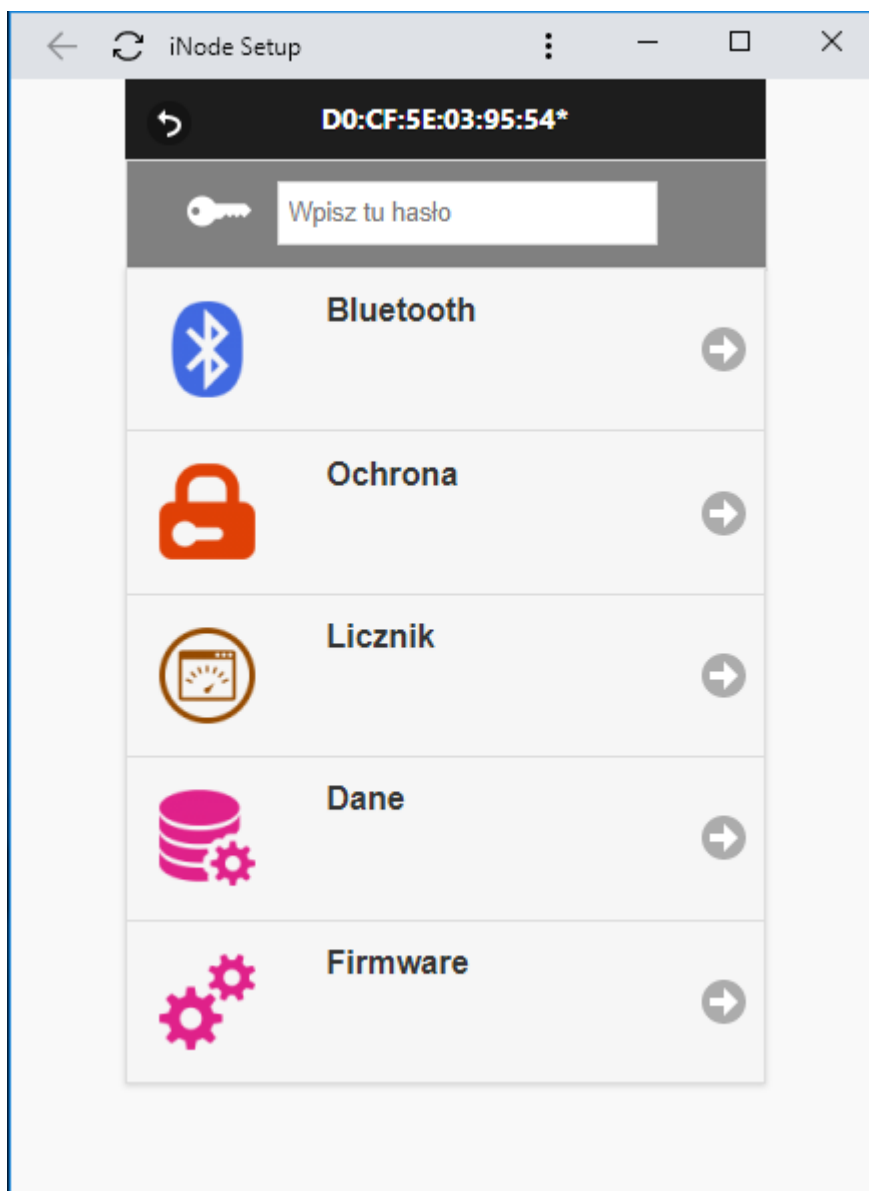 iNode Setup
D0:CF:5E:03:95:54*
Wpisz tu hasło
Bluetooth
Ochrona
Licznik
Dane
Firmware